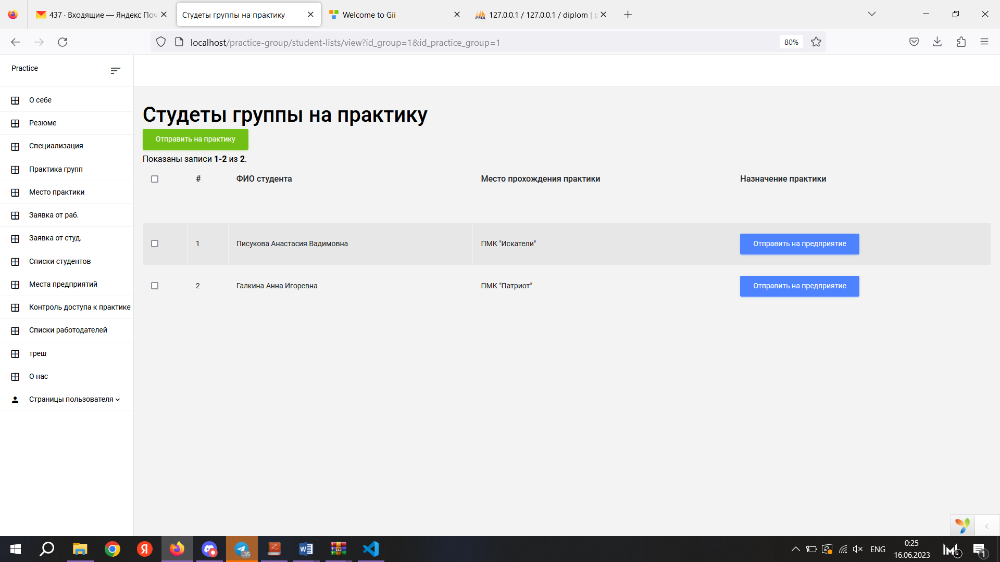 437 · Входящие — Яндекс Поч
Студеты группы на практику
Welcome to Gii
127.0.0.1 / 127.0.0.1 / diplom | p
localhost/practice-group/student-lists/view?id_group=1&id_practice_group=1
80%
Practice
О себе
Резюме
Специализация
Практика групп
Место практики
Заявка от раб.
Заявка от студ.
Списки студентов
Места предприятий
Контроль доступа к практике
Списки работодателей
треш
О нас
Страницы пользователя
Студеты группы на практику
Отправить на практику
Показаны записи 1-2 из 2.
# ФИО студента Место прохождения практики Назначение практики
1 Писукова Анастасия Вадимовна ПМК "Искатели" Отправить на предприятие
2 Галкина Анна Игоревна ПМК "Патриот" Отправить на предприятие
..35
ENG
0:25
16.06.2023
3
1